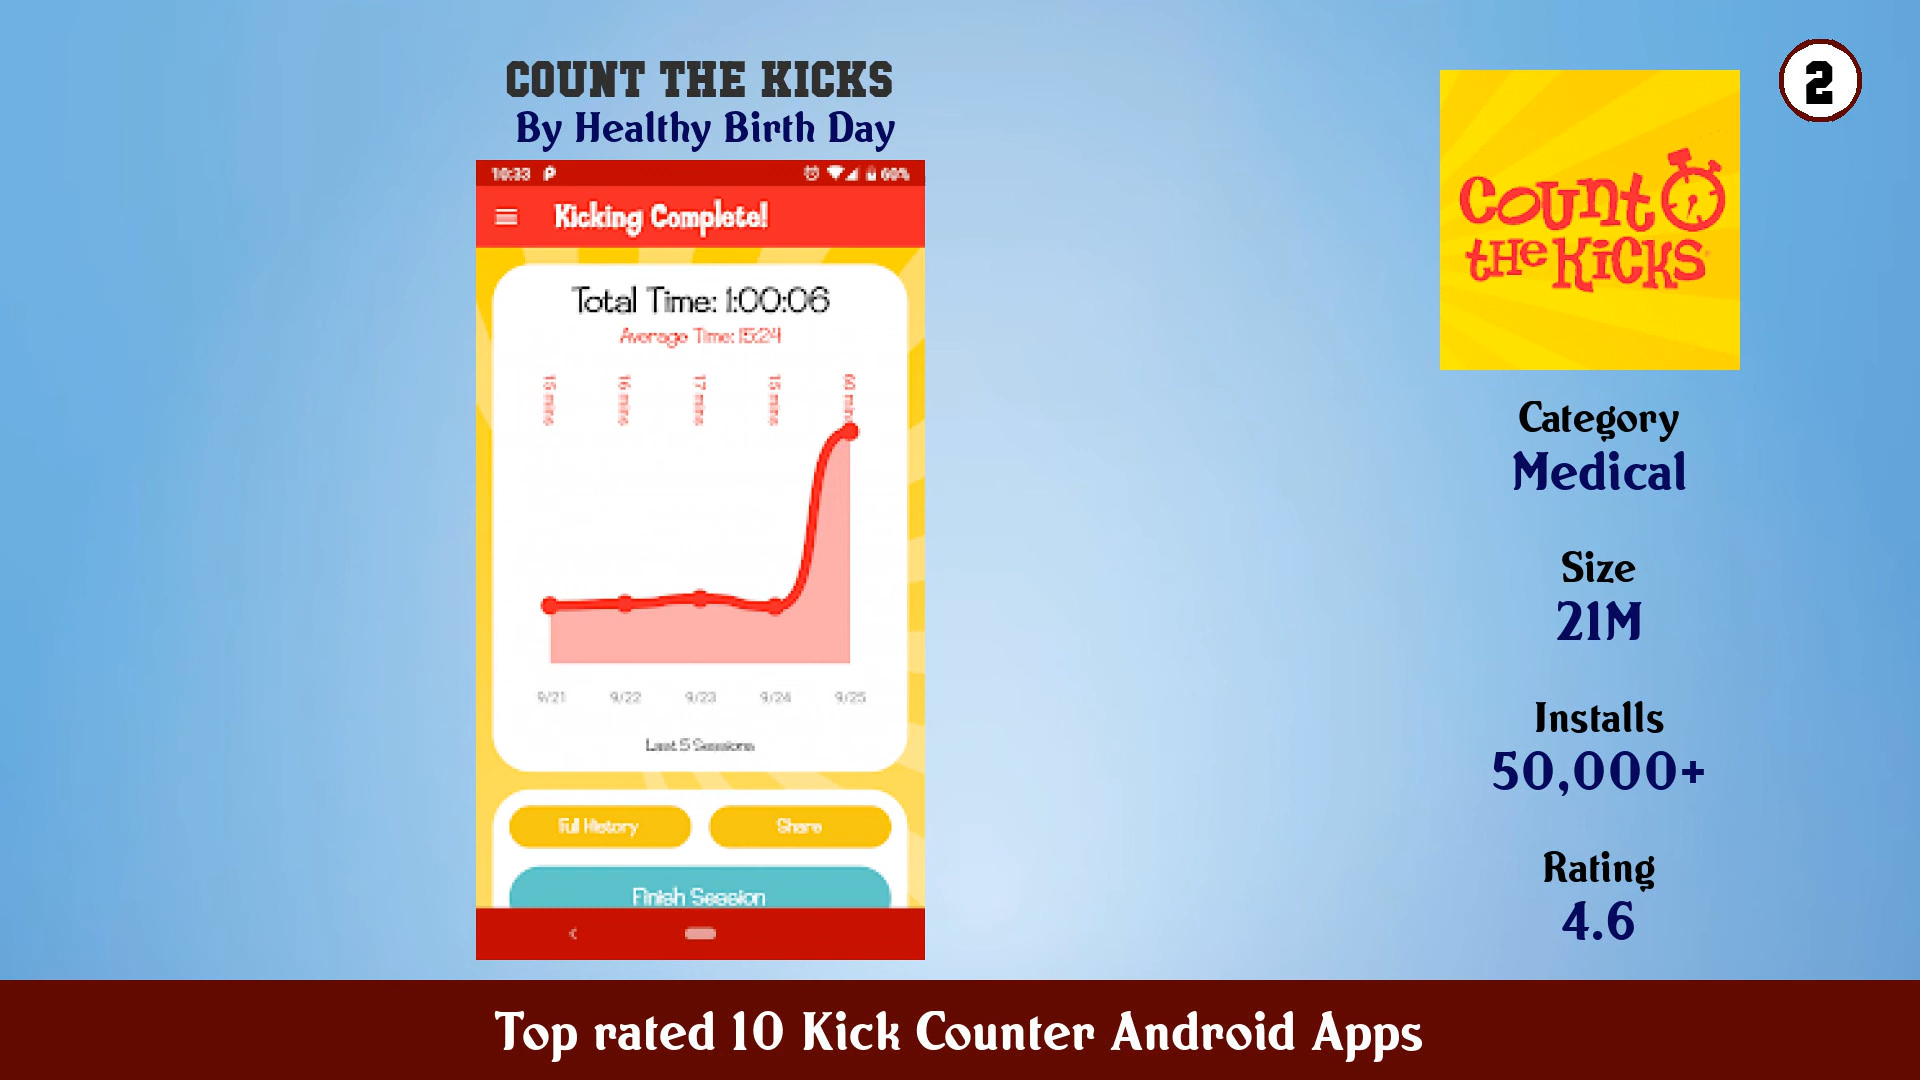 COUNT THE KICKS
By Healthy Birth Day
2
10:33
60%
Kicking Complete!
Total Time: 1:00:06
Average Time: 15:24
15 mins
16 mins
17 mins
15 mins
60 mins
9/21
9/22
9/23
9/24
9/25
Last 5 Sessions
Full History
Share
Finish Session
Count
the Kicks
Category
Medical
Size
21M
Installs
50,000+
Rating
4.6
Top rated 10 Kick Counter Android Apps